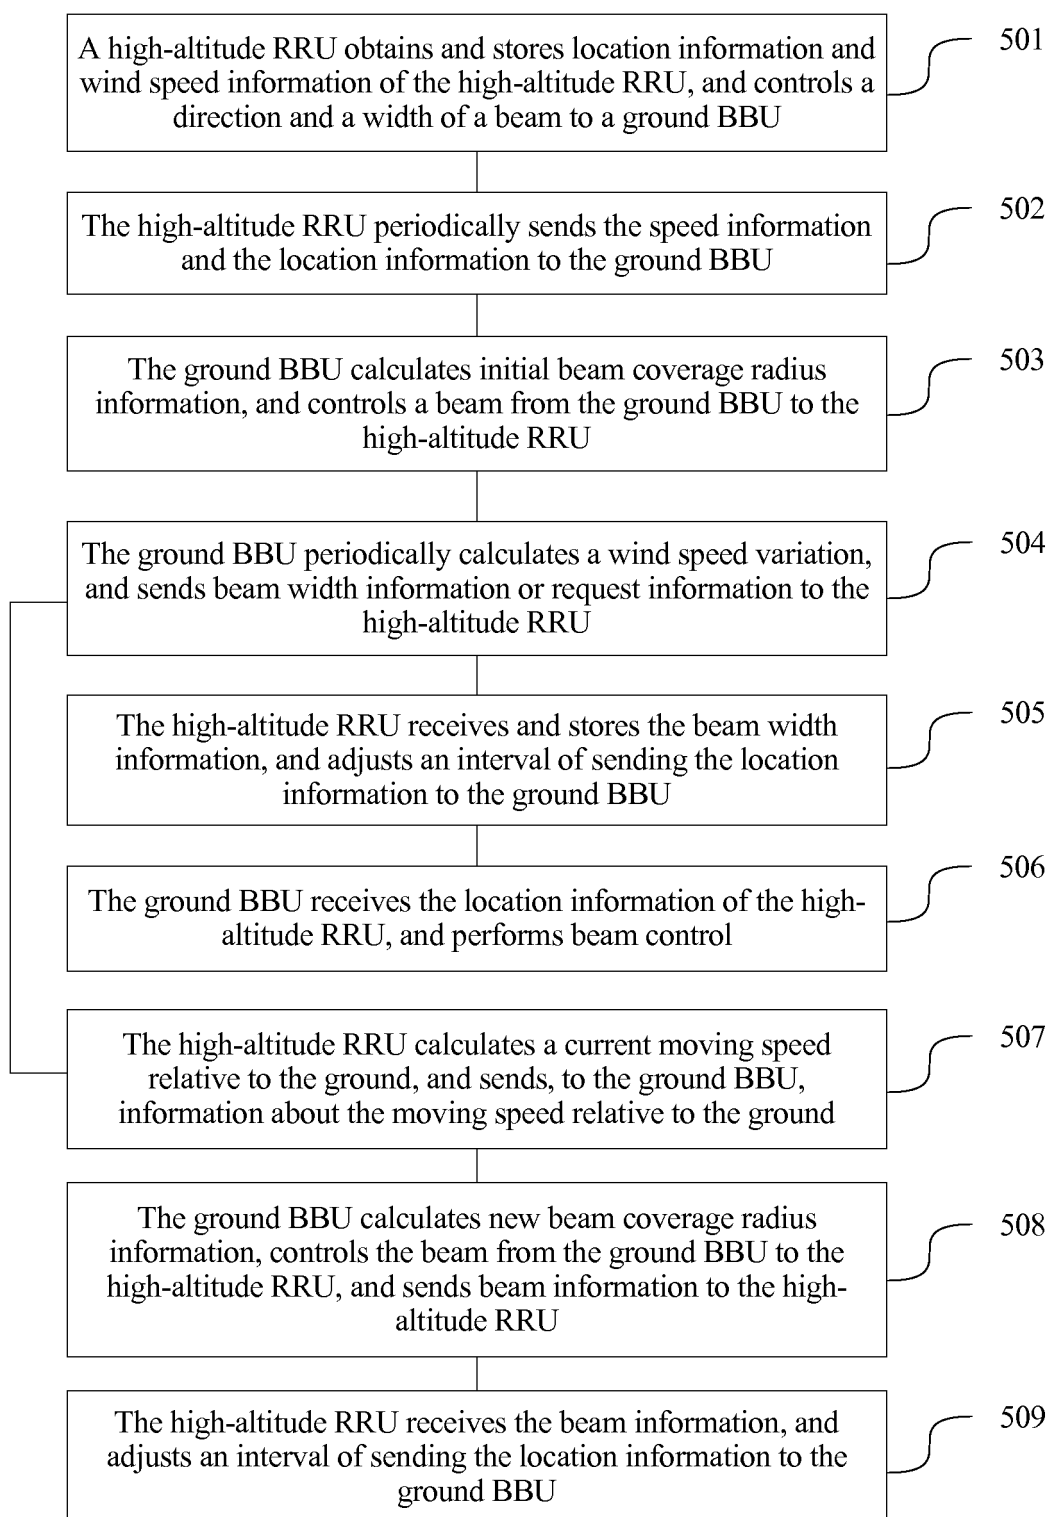 A high-altitude RRU obtains and stores location information and
wind speed information of the high-altitude RRU, and controls a
direction and a width of a beam to a ground BBU
501
The high-altitude RRU periodically sends the speed information
and the location information to the ground BBU
502
The ground BBU calculates initial beam coverage radius
information, and controls a beam from the ground BBU to the
high-altitude RRU
503
The ground BBU periodically calculates a wind speed variation,
and sends beam width information or request information to the
high-altitude RRU
504
The high-altitude RRU receives and stores the beam width
information, and adjusts an interval of sending the location
information to the ground BBU
505
The ground BBU receives the location information of the high-
altitude RRU, and performs beam control
506
The high-altitude RRU calculates a current moving speed
relative to the ground, and sends, to the ground BBU,
information about the moving speed relative to the ground
507
The ground BBU calculates new beam coverage radius
information, controls the beam from the ground BBU to the
high-altitude RRU, and sends beam information to the high-
altitude RRU
508
The high-altitude RRU receives the beam information, and
adjusts an interval of sending the location information to the
ground BBU
509